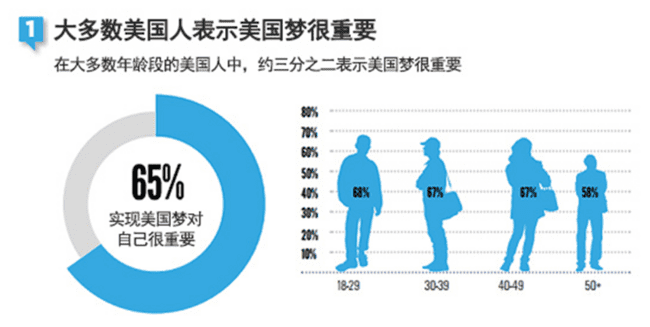 1 大多数美国人表示美国梦很重要
在大多数年龄段的美国人中，约三分之二表示美国梦很重要
65%
实现美国梦对
自己很重要
80%
70%
60%
50%
40%
30%
20%
10%
68% 67% 67% 58%
18-29 30-39 40-49 50+